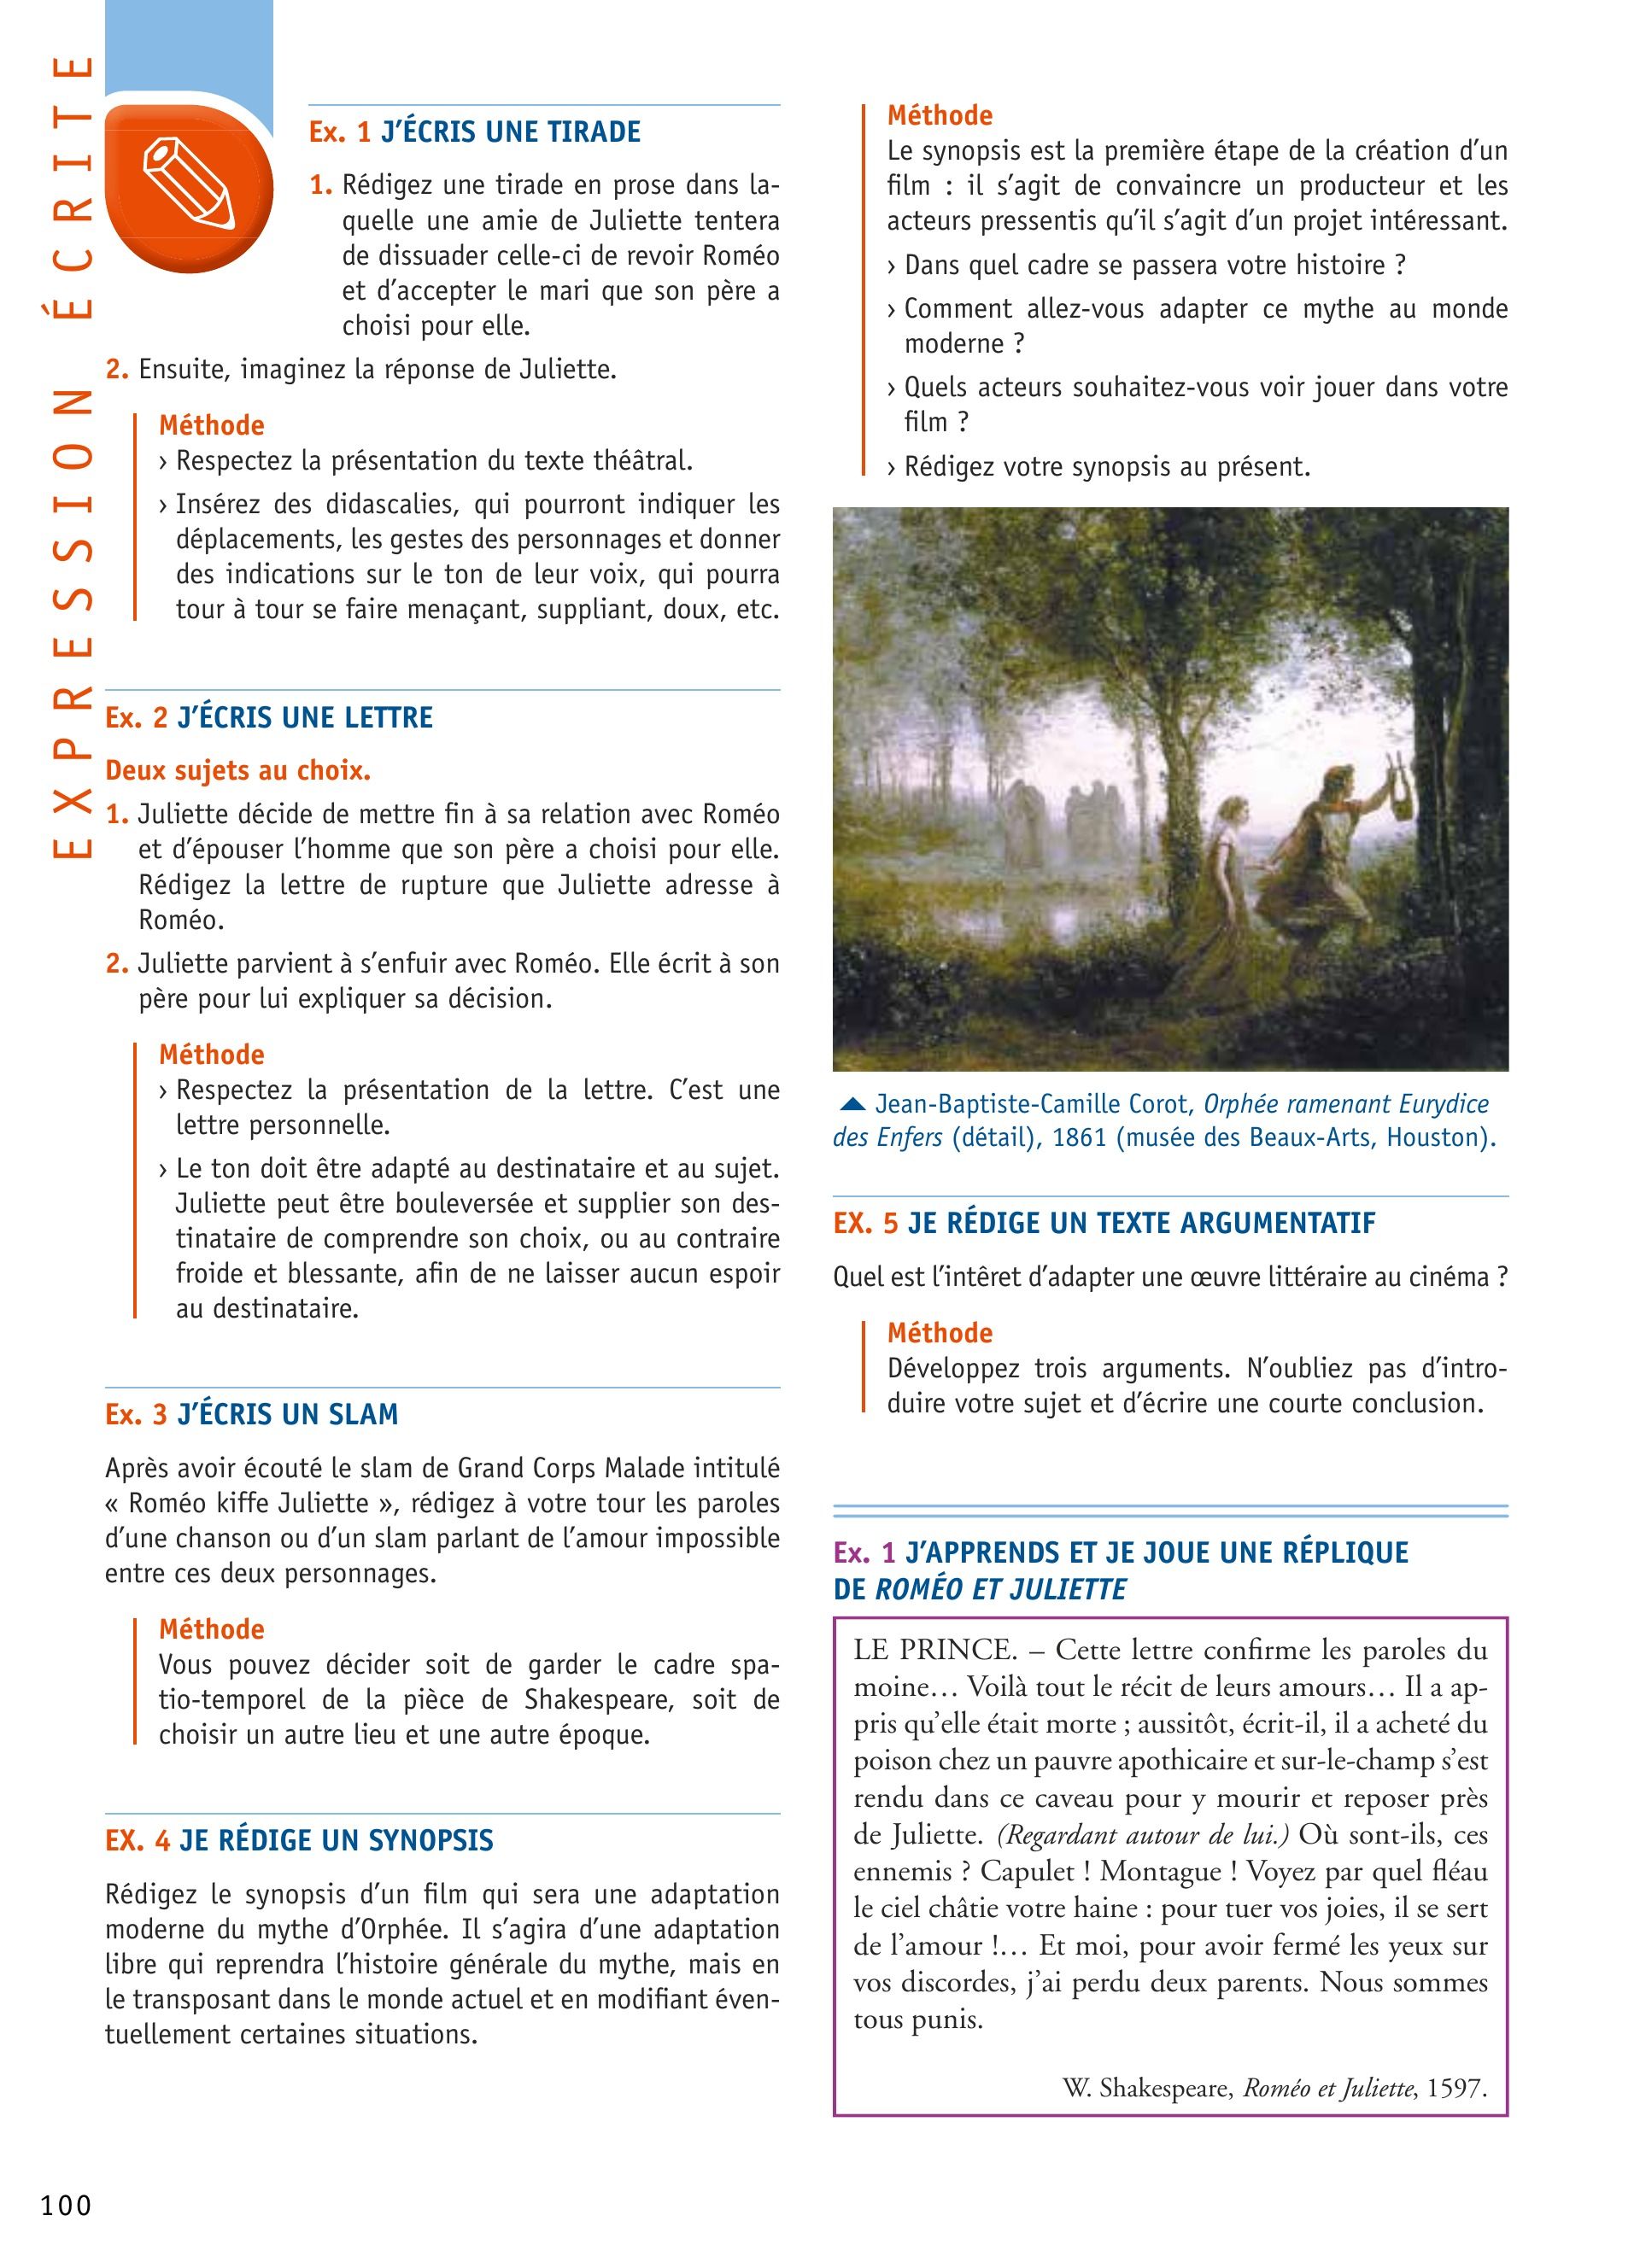 EXPRESSION ÉCRITE
Ex. 1 J’ÉCRIS UNE TIRADE
1. Rédigez une tirade en prose dans la-
quelle une amie de Juliette tentera
de dissuader celle-ci de revoir Roméo
et d’accepter le mari que son père a
choisi pour elle.
2. Ensuite, imaginez la réponse de Juliette.
Méthode
› Respectez la présentation du texte théâtral.
› Insérez des didascalies, qui pourront indiquer les
déplacements, les gestes des personnages et donner
des indications sur le ton de leur voix, qui pourra
tour à tour se faire menaçant, suppliant, doux, etc.
Ex. 2 J’ÉCRIS UNE LETTRE
Deux sujets au choix.
1. Juliette décide de mettre fin à sa relation avec Roméo
et d’épouser l’homme que son père a choisi pour elle.
Rédigez la lettre de rupture que Juliette adresse à
Roméo.
2. Juliette parvient à s’enfuir avec Roméo. Elle écrit à son
père pour lui expliquer sa décision.
Méthode
› Respectez la présentation de la lettre. C’est une
lettre personnelle.
› Le ton doit être adapté au destinataire et au sujet.
Juliette peut être bouleversée et supplier son des-
tinataire de comprendre son choix, ou au contraire
froide et blessante, afin de ne laisser aucun espoir
au destinataire.
Ex. 3 J’ÉCRIS UN SLAM
Après avoir écouté le slam de Grand Corps Malade intitulé
« Roméo kiffe Juliette », rédigez à votre tour les paroles
d’une chanson ou d’un slam parlant de l’amour impossible
entre ces deux personnages.
Méthode
Vous pouvez décider soit de garder le cadre spa-
tio-temporel de la pièce de Shakespeare, soit de
choisir un autre lieu et une autre époque.
EX. 4 JE RÉDIGE UN SYNOPSIS
Rédigez le synopsis d’un film qui sera une adaptation
moderne du mythe d’Orphée. Il s’agira d’une adaptation
libre qui reprendra l’histoire générale du mythe, mais en
le transposant dans le monde actuel et en modifiant éven-
tuellement certaines situations.
Méthode
Le synopsis est la première étape de la création d’un
film : il s’agit de convaincre un producteur et les
acteurs pressentis qu’il s’agit d’un projet intéressant.
› Dans quel cadre se passera votre histoire ?
› Comment allez-vous adapter ce mythe au monde
moderne ?
› Quels acteurs souhaitez-vous voir jouer dans votre
film ?
› Rédigez votre synopsis au présent.
Jean-Baptiste-Camille Corot, Orphée ramenant Eurydice
des Enfers (détail), 1861 (musée des Beaux-Arts, Houston).
EX. 5 JE RÉDIGE UN TEXTE ARGUMENTATIF
Quel est l’intêret d’adapter une œuvre littéraire au cinéma ?
Méthode
Développez trois arguments. N’oubliez pas d’intro-
duire votre sujet et d’écrire une courte conclusion.
Ex. 1 J’APPRENDS ET JE JOUE UNE RÉPLIQUE
DE ROMÉO ET JULIETTE
LE PRINCE. – Cette lettre confirme les paroles du
moine… Voilà tout le récit de leurs amours… Il a ap-
pris qu’elle était morte ; aussitôt, écrit-il, il a acheté du
poison chez un pauvre apothicaire et sur-le-champ s’est
rendu dans ce caveau pour y mourir et reposer près
de Juliette. (Regardant autour de lui.) Où sont-ils, ces
ennemis ? Capulet ! Montague ! Voyez par quel fléau
le ciel châtie votre haine : pour tuer vos joies, il se sert
de l’amour !… Et moi, pour avoir fermé les yeux sur
vos discordes, j’ai perdu deux parents. Nous sommes
tous punis.
W. Shakespeare, Roméo et Juliette, 1597.
100